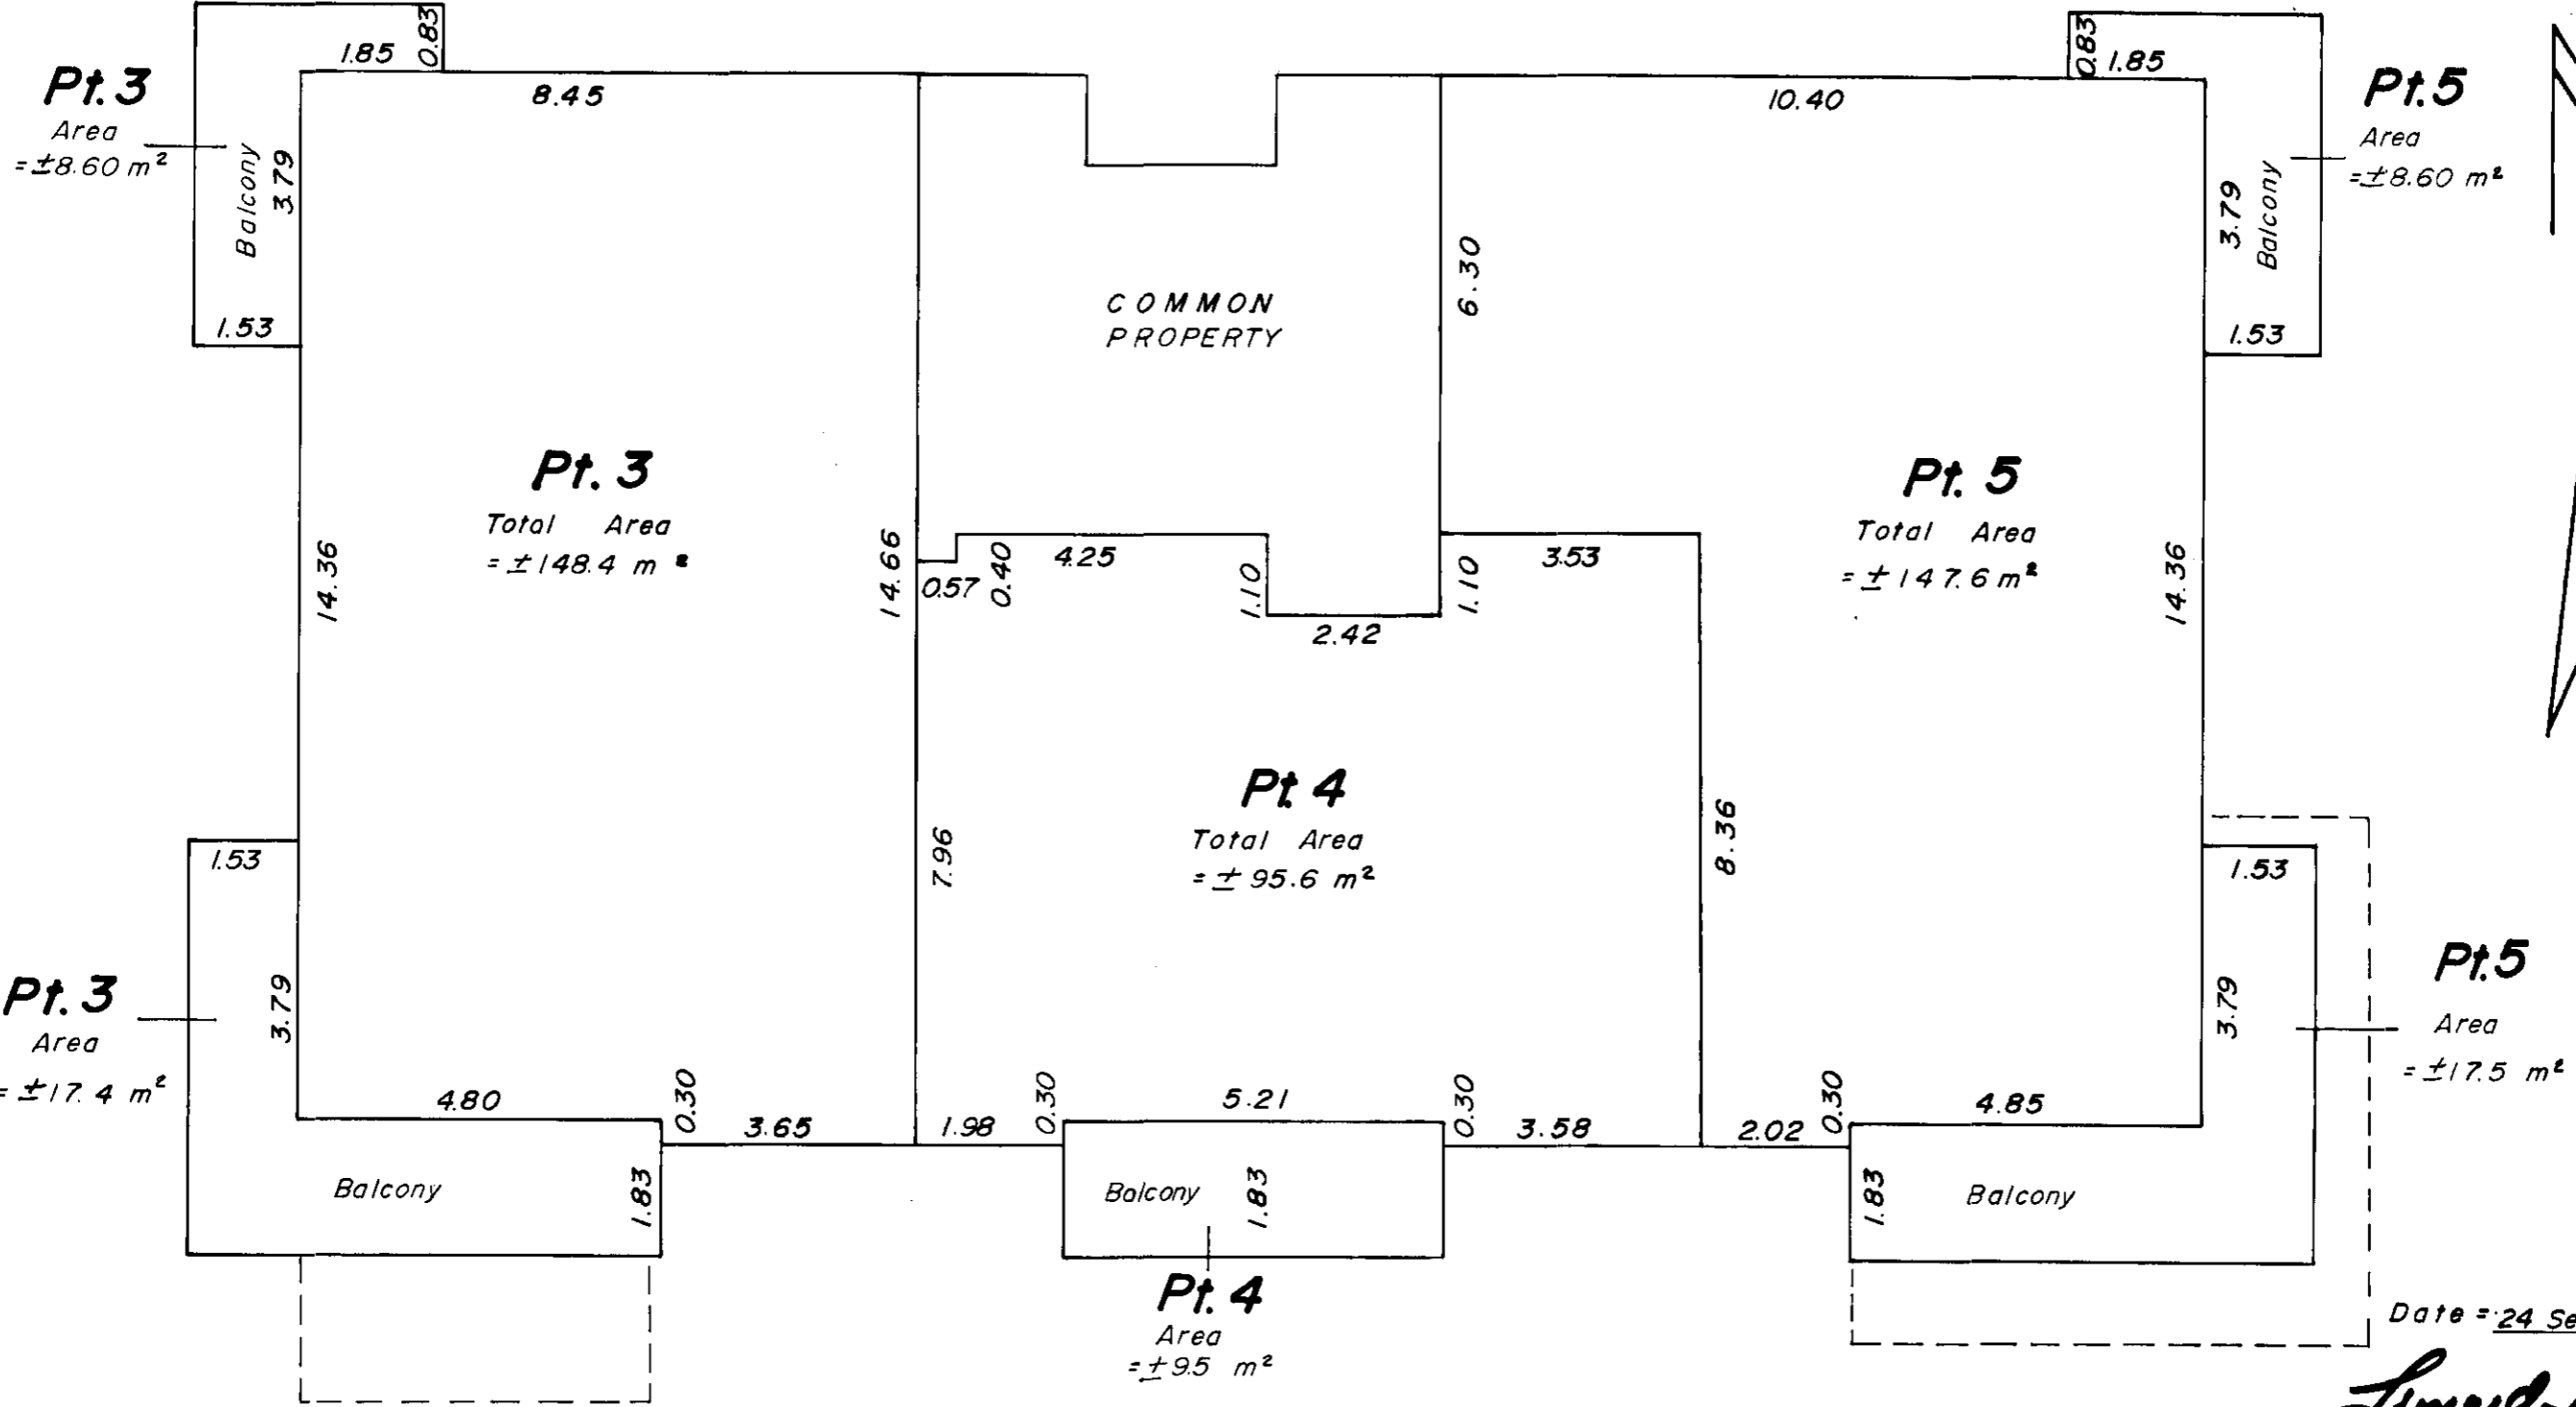 1.85
0.83
Pt. 3
Area
= ±8.60 m²
Balcony
3.79
1.53
8.45
0.83
1.85
10.40
Pt. 5
Area
= ±8.60 m²
3.79
Balcony
1.53
COMMON
PROPERTY
6.30
Pt. 3
Total Area
= ±148.4 m²
14.36
14.66
0.57
0.40
4.25
1.10
2.42
1.10
3.53
Pt. 5
Total Area
= ±147.6 m²
14.36
Pt. 4
Total Area
= ±95.6 m²
7.96
8.36
1.53
Pt. 3
Area
= ±17.4 m²
3.79
4.80
0.30
3.65
1.98
0.30
5.21
0.30
3.58
2.02
0.30
4.85
1.53
3.79
Pt. 5
Area
= ±17.5 m²
Balcony
1.83
Balcony
1.83
1.83
Balcony
Pt. 4
Area
= ±9.5 m²
Date = 24 Se